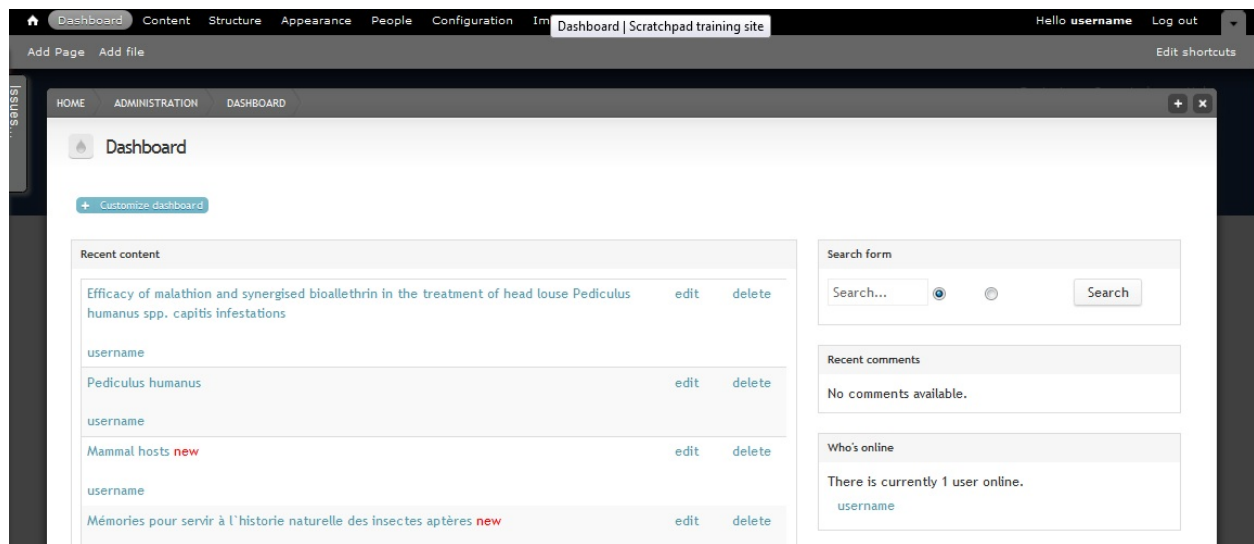 Dashboard Content Structure Appearance People Configuration Im
Dashboard | Scratchpad training site
Hello username Log out
Add Page Add file
Edit shortcuts
Issues...
HOME ADMINISTRATION DASHBOARD
Dashboard
+ Customize dashboard
Recent content
Efficacy of malathion and synergised bioallethrin in the treatment of head louse Pediculus edit delete
humanus spp. capitis infestations
username
Pediculus humanus edit delete
username
Mammal hosts new edit delete
username
Mémories pour servir à l`historie naturelle des insectes aptères new edit delete
Search form
Search... Search
Recent comments
No comments available.
Who's online
There is currently 1 user online.
username